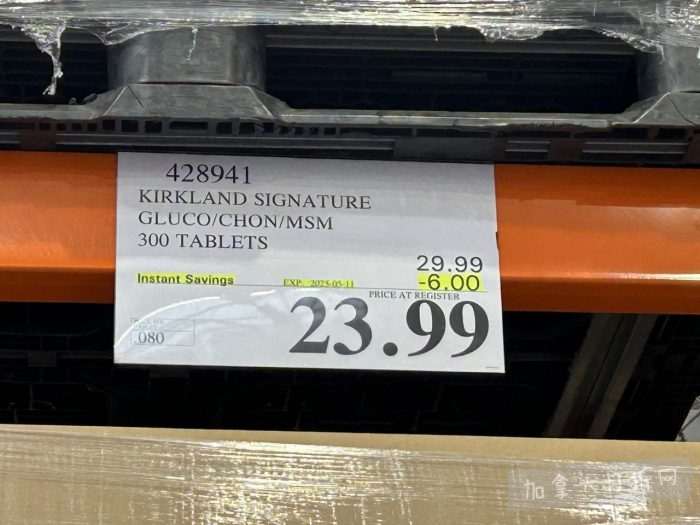 428941
KIRKLAND SIGNATURE
GLUCO/CHON/MSM
300 TABLETS
29.99
Instant Savings EXP. 2025-05-11 -6.00
PRICE AT REGISTER
23.99
080
加拿大打折网